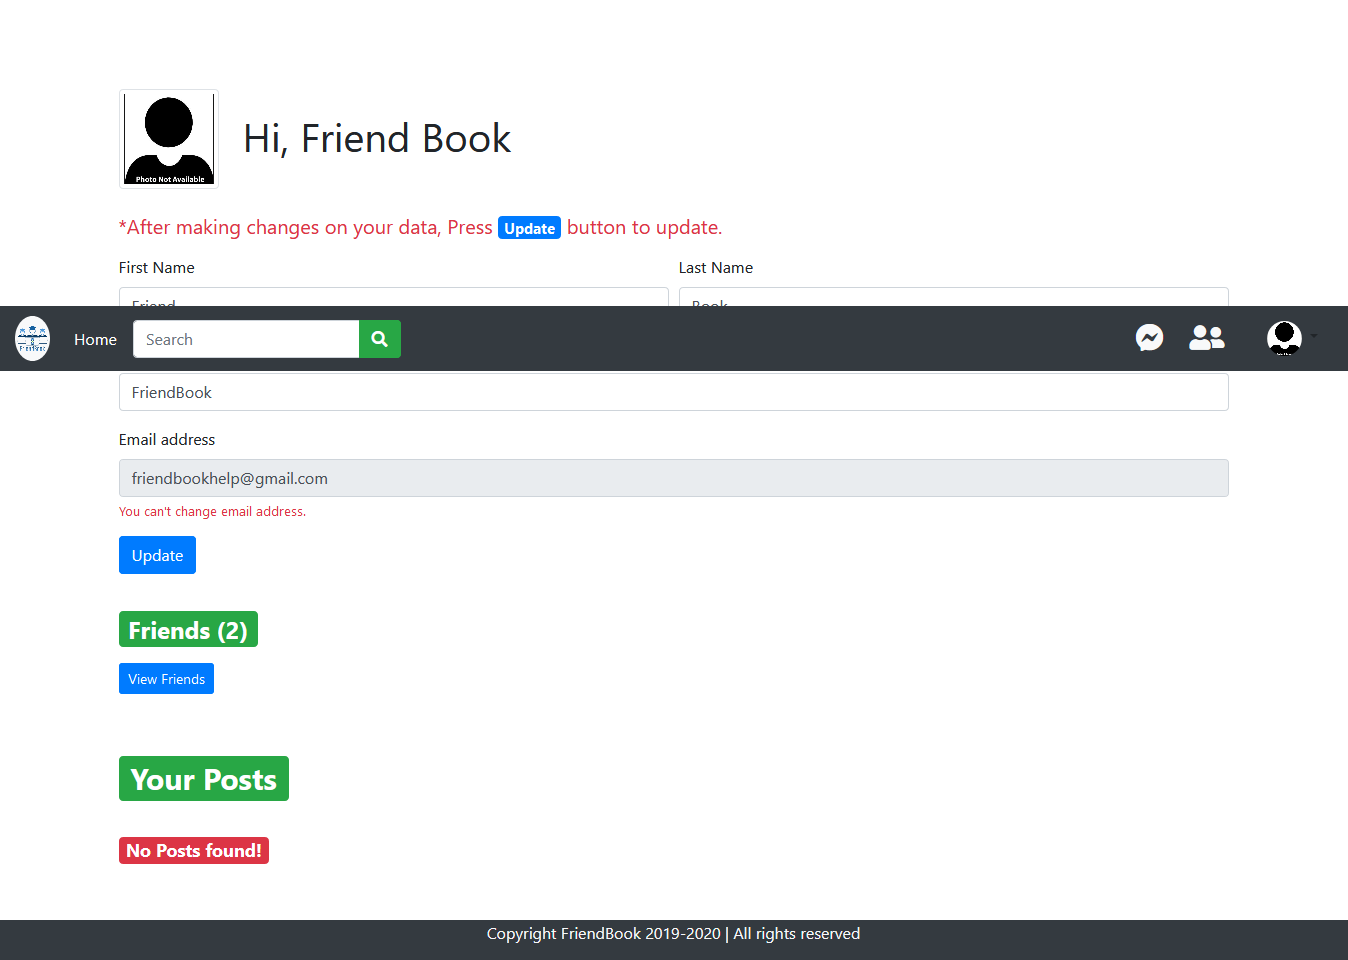 Photo Not Available
Hi, Friend Book
*After making changes on your data, Press Update button to update.
First Name
Last Name
Friend
Book
Home
Search
FriendBook
Email address
friendbookhelp@gmail.com
You can't change email address.
Update
Friends (2)
View Friends
Your Posts
No Posts found!
Copyright FriendBook 2019-2020 | All rights reserved